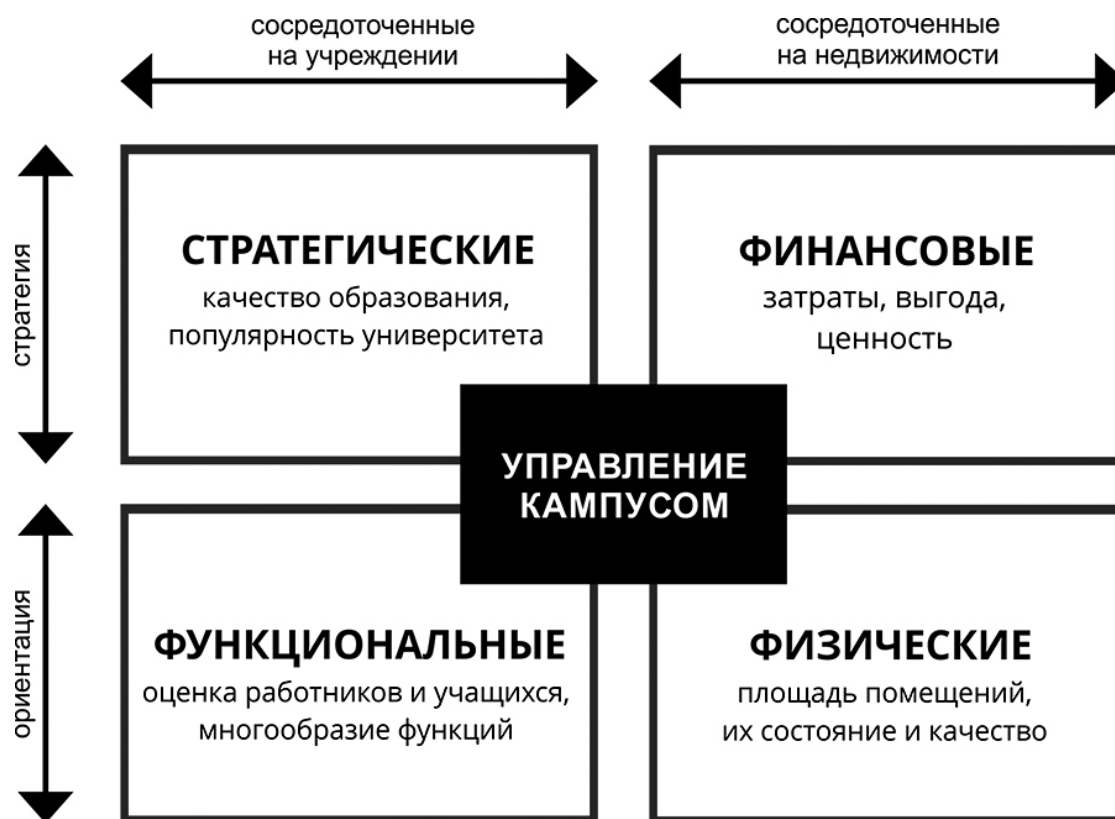 сосредоточенные
на учреждении
сосредоточенные
на недвижимости
стратегия
СТРАТЕГИЧЕСКИЕ
качество образования,
популярность университета
ФИНАНСОВЫЕ
затраты, выгода,
ценность
УПРАВЛЕНИЕ
КАМПУСОМ
ориентация
ФУНКЦИОНАЛЬНЫЕ
оценка работников и учащихся,
многообразие функций
ФИЗИЧЕСКИЕ
площадь помещений,
их состояние и качество